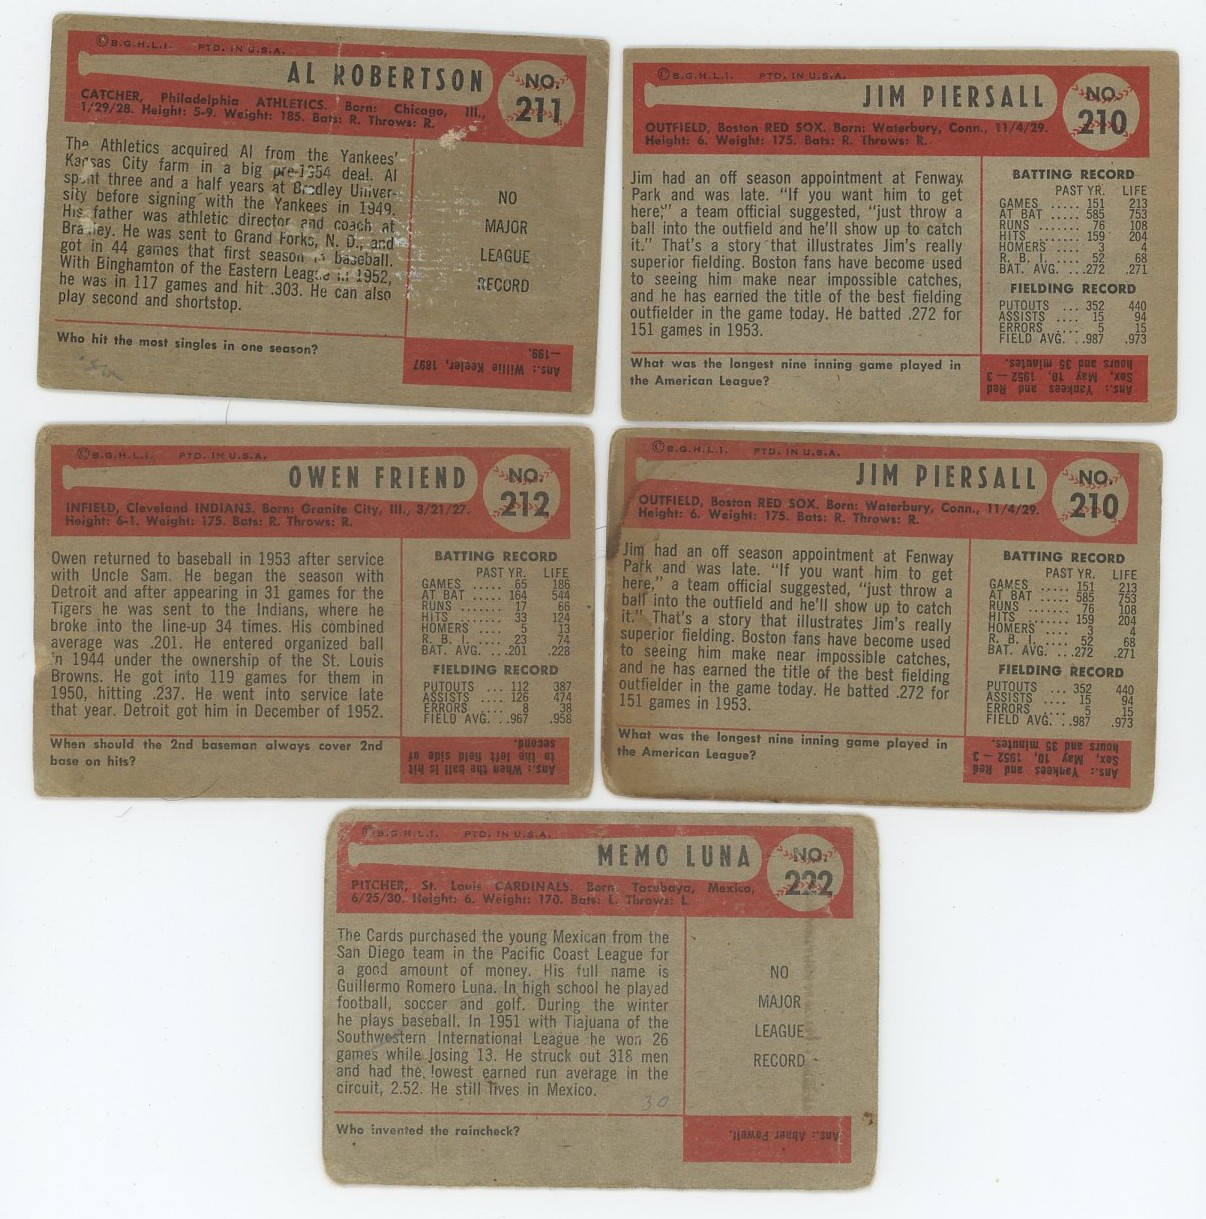 ©B.G.H.L.I. PTD. IN U.S.A.
AL ROBERTSON
NO. 211
CATCHER, Philadelphia ATHLETICS. Born: Chicago, Ill.,
1/29/28. Height: 5-9. Weight: 185. Bats: R. Throws: R.
The Athletics acquired Al from the Yankees'
Kansas City farm in a big pre-1954 deal. Al
spent three and a half years at Bradley Univer-
sity before signing with the Yankees in 1949.
His father was athletic director and coach at
Bradley. He was sent to Grand Forks, N. D., and
got in 44 games that first season in baseball.
With Binghamton of the Eastern League in 1952,
he was in 117 games and hit .303. He can also
play second and shortstop.
NO
MAJOR
LEAGUE
RECORD
Who hit the most singles in one season?
Ans.: Willie Keeler, 1897
—199.
©B.G.H.L.I. PTD. IN U.S.A.
JIM PIERSALL
NO. 210
OUTFIELD, Boston RED SOX. Born: Waterbury, Conn., 11/4/29.
Height: 6. Weight: 175. Bats: R. Throws: R.
Jim had an off season appointment at Fenway
Park and was late. "If you want him to get
here," a team official suggested, "just throw a
ball into the outfield and he'll show up to catch
it." That's a story that illustrates Jim's really
superior fielding. Boston fans have become used
to seeing him make near impossible catches,
and he has earned the title of the best fielding
outfielder in the game today. He batted .272 for
151 games in 1953.
BATTING RECORD
PAST YR. LIFE
GAMES ..... 151 213
AT BAT ..... 585 753
RUNS ....... 76 108
HITS ....... 159 204
HOMERS .... 3 4
R. B. I. .... 52 68
BAT. AVG. ...272 .271
FIELDING RECORD
PUTOUTS ... 352 440
ASSISTS .... 15 94
ERRORS .... 5 15
FIELD AVG. ..987 .973
What was the longest nine inning game played in
the American League?
Ans.: Yankees and Red
Sox, May 10, 1952 — 3
hours and 35 minutes.
©B.G.H.L.I. PTD. IN U.S.A.
OWEN FRIEND
NO. 212
INFIELD, Cleveland INDIANS. Born: Granite City, Ill., 3/21/27.
Height: 6-1. Weight: 175. Bats: R. Throws: R.
Owen returned to baseball in 1953 after service
with Uncle Sam. He began the season with
Detroit and after appearing in 31 games for the
Tigers he was sent to the Indians, where he
broke into the line-up 34 times. His combined
average was .201. He entered organized ball
in 1944 under the ownership of the St. Louis
Browns. He got into 119 games for them in
1950, hitting .237. He went into service late
that year. Detroit got him in December of 1952.
BATTING RECORD
PAST YR. LIFE
GAMES ..... 65 186
AT BAT ..... 164 544
RUNS ....... 17 66
HITS ....... 33 124
HOMERS .... 5 13
R. B. I. .... 23 74
BAT. AVG. ...201 .228
FIELDING RECORD
PUTOUTS ... 112 387
ASSISTS .... 126 474
ERRORS .... 8 38
FIELD AVG. ..967 .958
When should the 2nd baseman always cover 2nd
base on hits?
Ans.: When the ball is hit
to the left field side of
second.
©B.G.H.L.I. PTD. IN U.S.A.
JIM PIERSALL
NO. 210
OUTFIELD, Boston RED SOX. Born: Waterbury, Conn., 11/4/29.
Height: 6. Weight: 175. Bats: R. Throws: R.
Jim had an off season appointment at Fenway
Park and was late. "If you want him to get
here," a team official suggested, "just throw a
ball into the outfield and he'll show up to catch
it." That's a story that illustrates Jim's really
superior fielding. Boston fans have become used
to seeing him make near impossible catches,
and he has earned the title of the best fielding
outfielder in the game today. He batted .272 for
151 games in 1953.
BATTING RECORD
PAST YR. LIFE
GAMES ..... 151 213
AT BAT ..... 585 753
RUNS ....... 76 108
HITS ....... 159 204
HOMERS .... 3 4
R. B. I. .... 52 68
BAT. AVG. ...272 .271
FIELDING RECORD
PUTOUTS ... 352 440
ASSISTS .... 15 94
ERRORS .... 5 15
FIELD AVG. ..987 .973
What was the longest nine inning game played in
the American League?
Ans.: Yankees and Red
Sox, May 10, 1952 — 3
hours and 35 minutes.
©B.G.H.L.I. PTD. IN U.S.A.
MEMO LUNA
NO. 222
PITCHER, St. Louis CARDINALS. Born: Tacubaya, Mexico,
6/25/30. Height: 6. Weight: 170. Bats: L. Throws: L.
The Cards purchased the young Mexican from the
San Diego team in the Pacific Coast League for
a good amount of money. His full name is
Guillermo Romero Luna. In high school he played
football, soccer and golf. During the winter
he plays baseball. In 1951 with Tiajuana of the
Southwestern International League he won 26
games while losing 13. He struck out 318 men
and had the lowest earned run average in the
circuit, 2.52. He still lives in Mexico.
30
NO
MAJOR
LEAGUE
RECORD
Who invented the raincheck?
Ans.: Abner Powell.